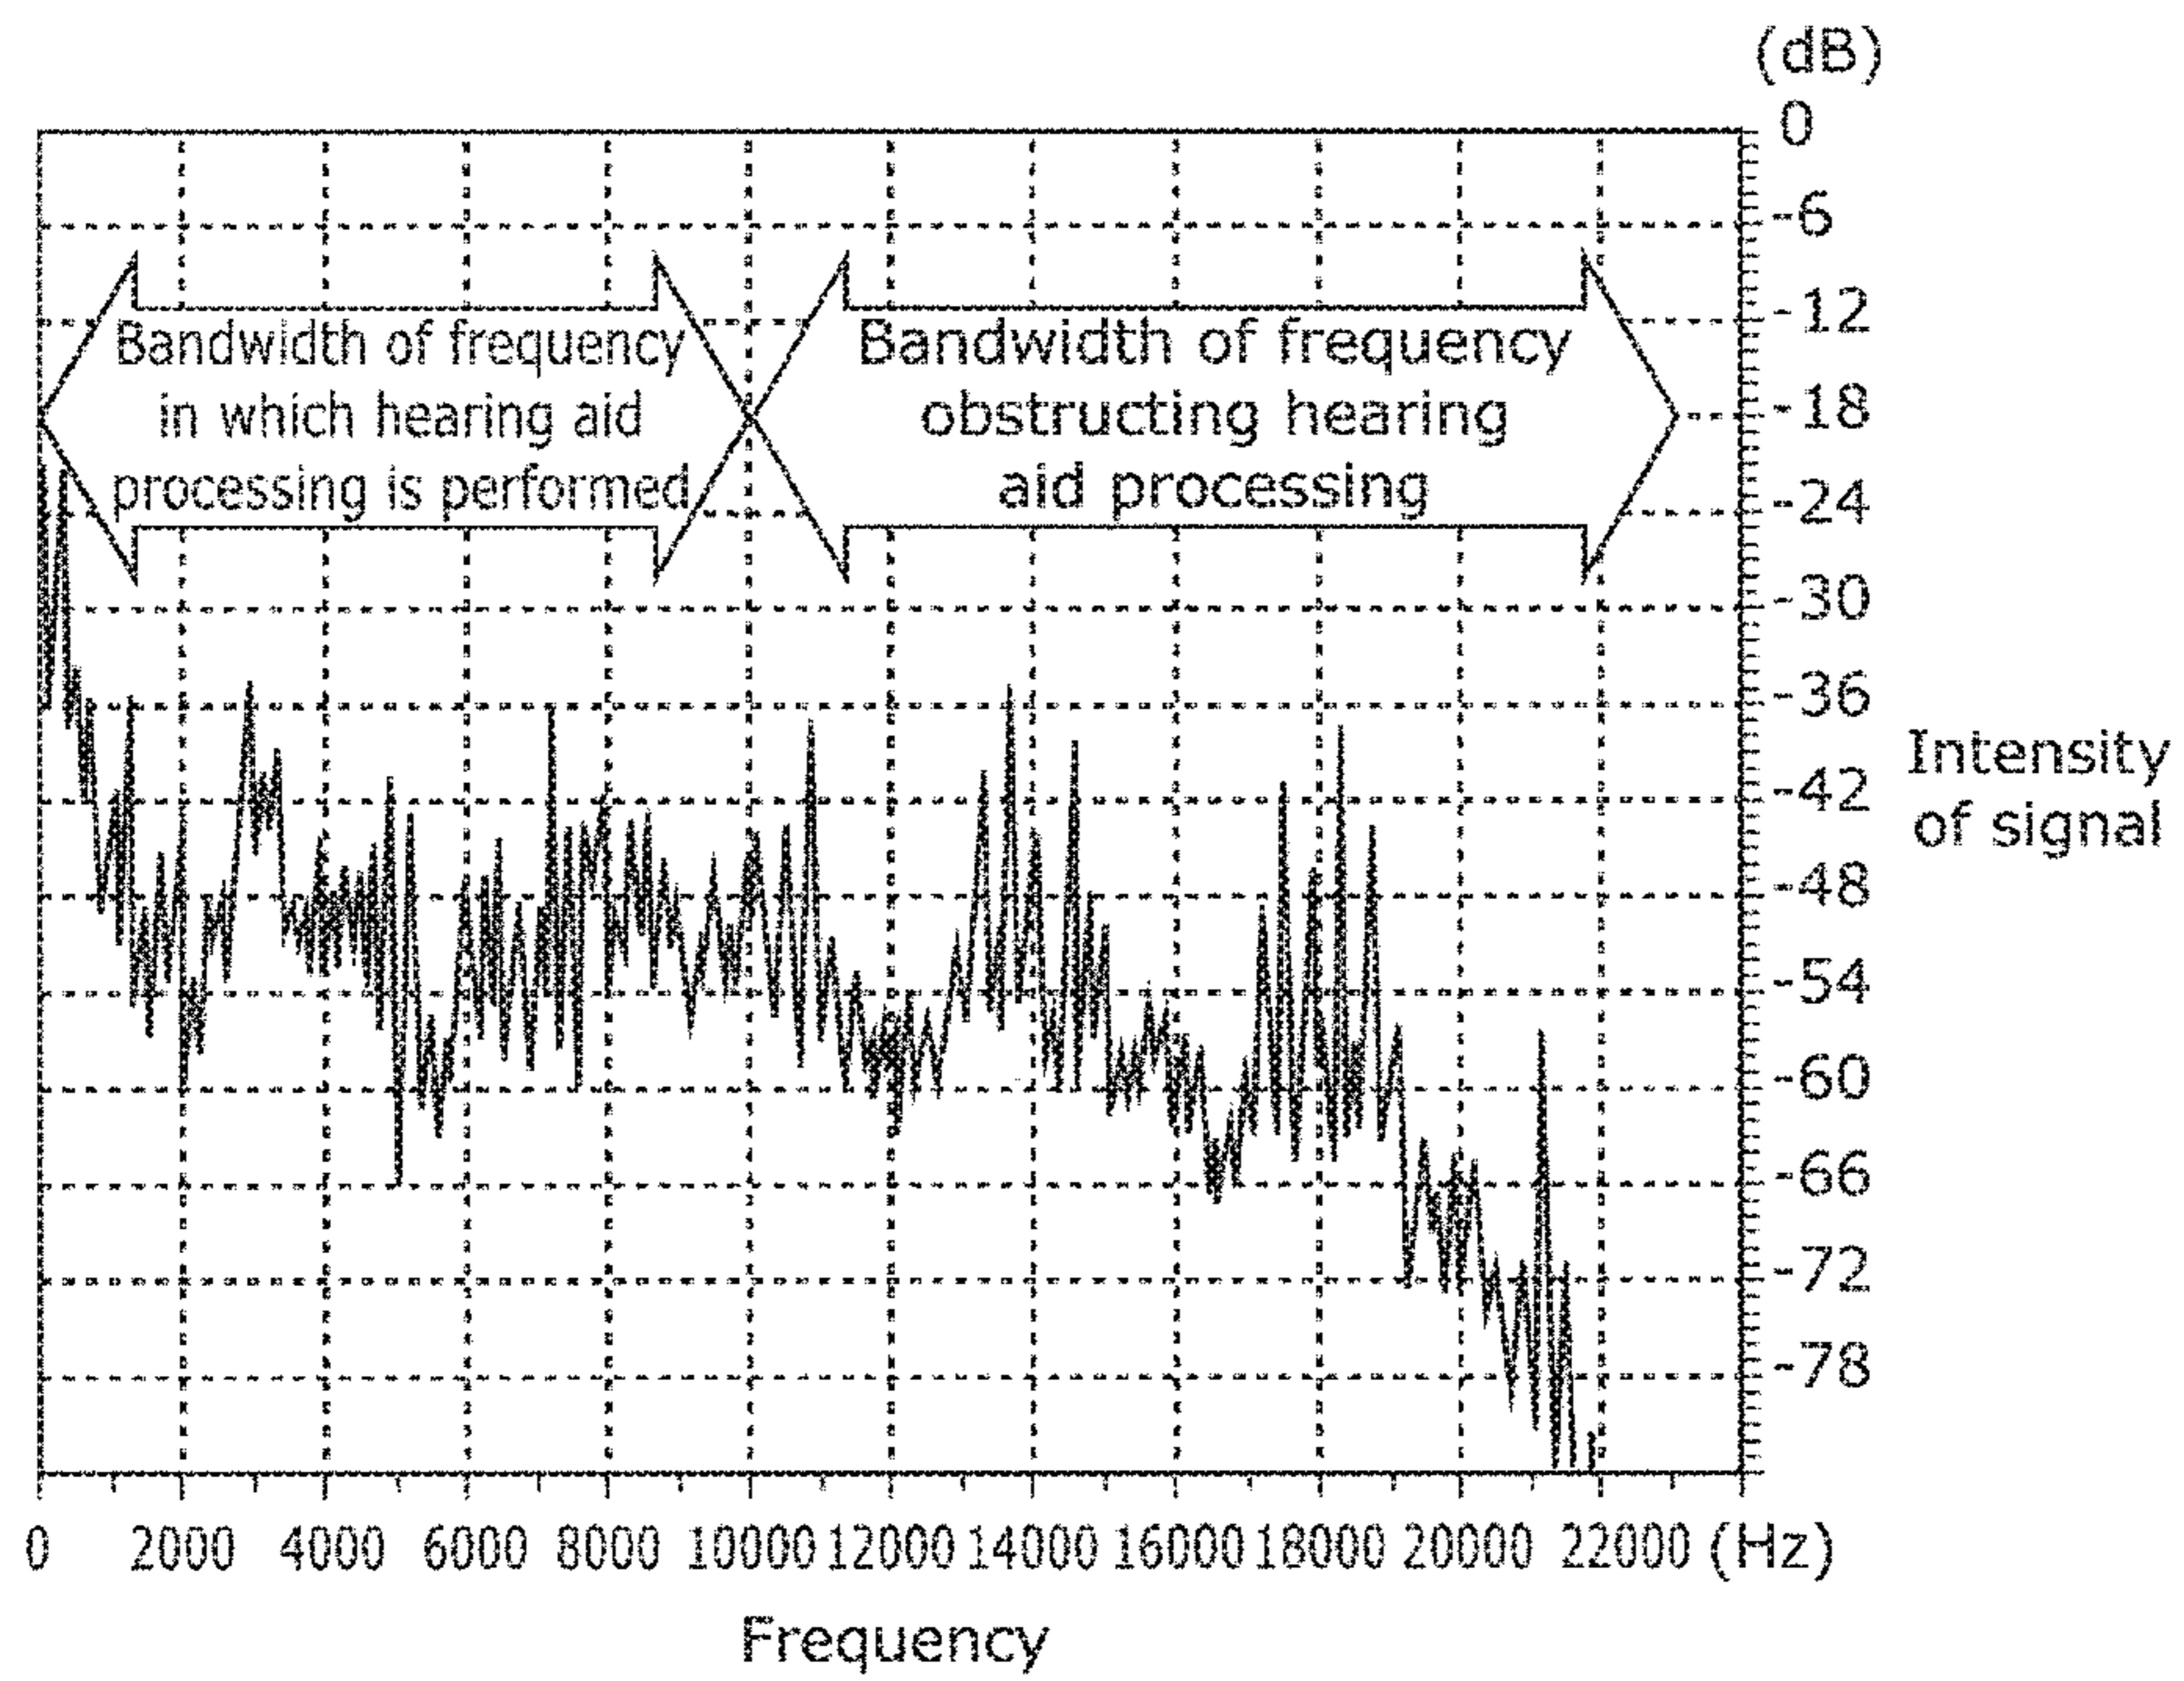 (dB)
0
-6
-12
-18
-24
-30
-36
-42
-48
-54
-60
-66
-72
-78
Intensity
of signal
Bandwidth of frequency
in which hearing aid
processing is performed
Bandwidth of frequency
obstructing hearing
aid processing
0 2000 4000 6000 8000 10000 12000 14000 16000 18000 20000 22000 (Hz)
Frequency